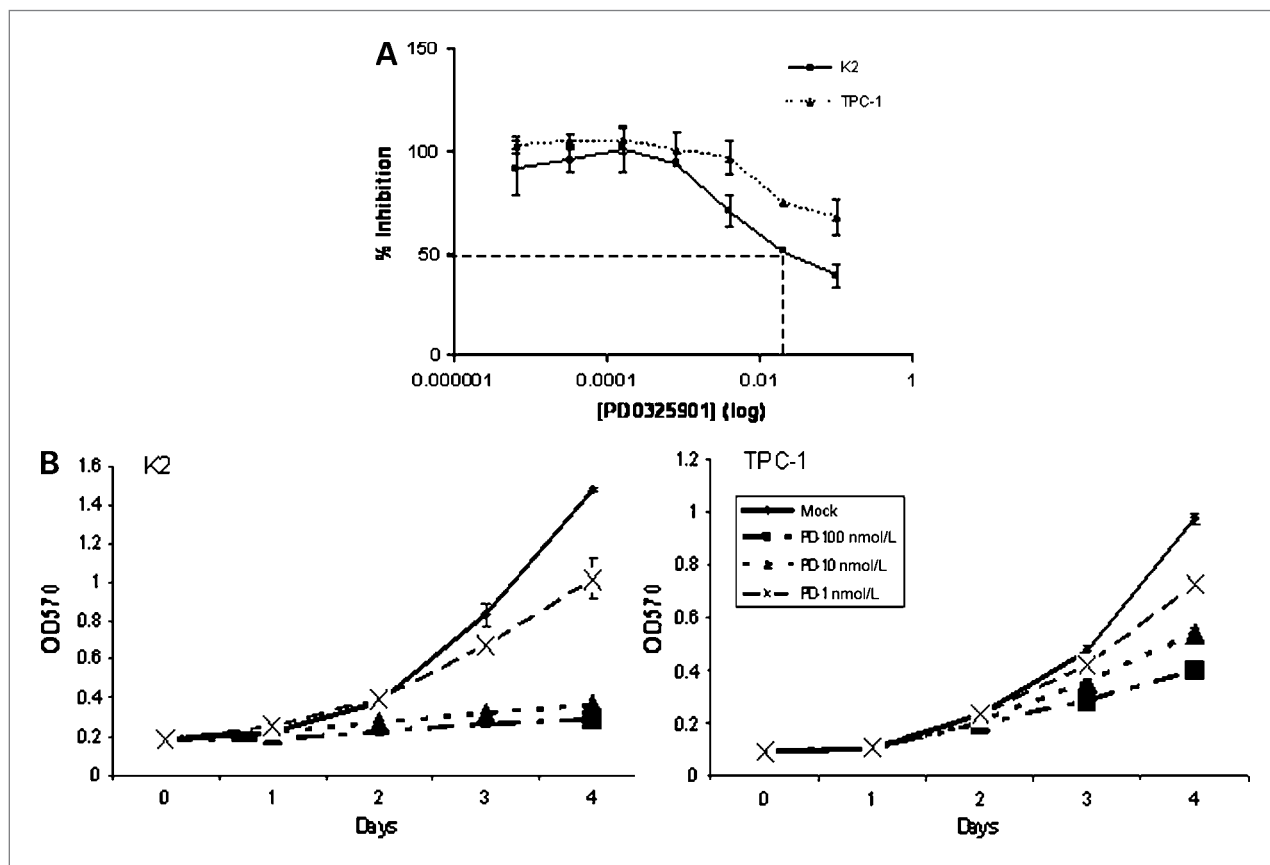 A
150
100
50
0
% Inhibition
K2
TPC-1
0.000001
0.0001
0.01
1
[PD0325901] (log)
B
K2
1.6
1.4
1.2
1
0.8
0.6
0.4
0.2
0
OD570
0
1
2
3
4
Days
TPC-1
1.2
1
0.8
0.6
0.4
0.2
0
OD570
Mock
PD-100 nmol/L
PD-10 nmol/L
PD-1 nmol/L
0
1
2
3
4
Days